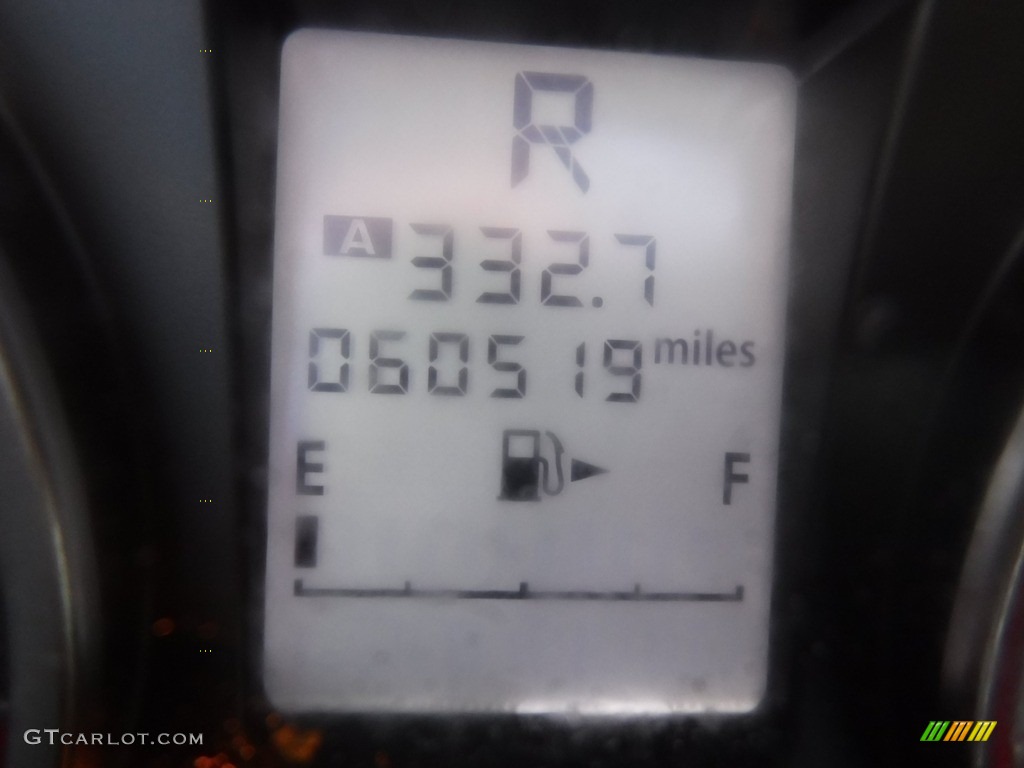 R
A 332.7
060519 miles
E F
GTCARLOT.COM